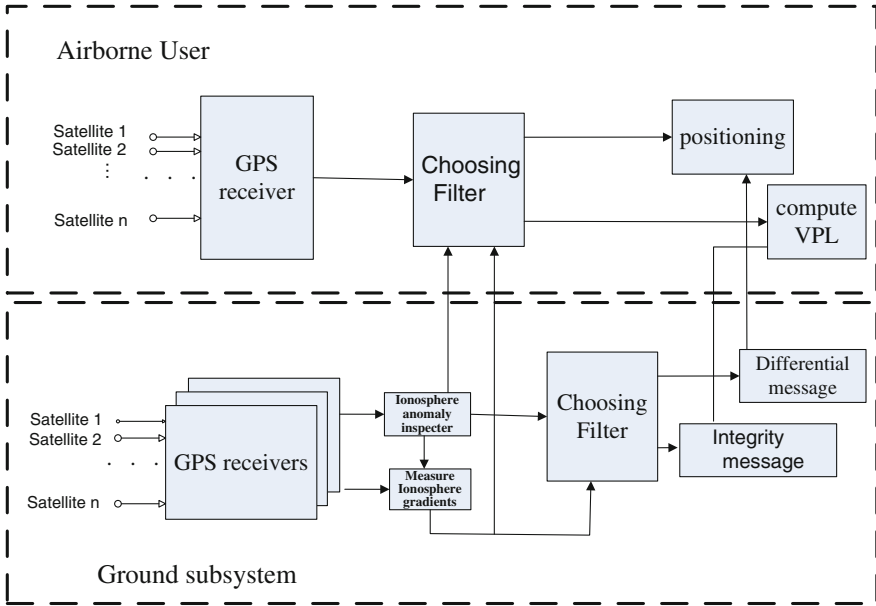 Airborne User
Satellite 1
Satellite 2
⋮ . . .
Satellite n
GPS
receiver
Choosing
Filter
positioning
compute
VPL
Satellite 1
Satellite 2
. . .
Satellite n
GPS receivers
Ionosphere
anomaly
inspecter
Measure
Ionosphere
gradients
Choosing
Filter
Differential
message
Integrity
message
Ground subsystem